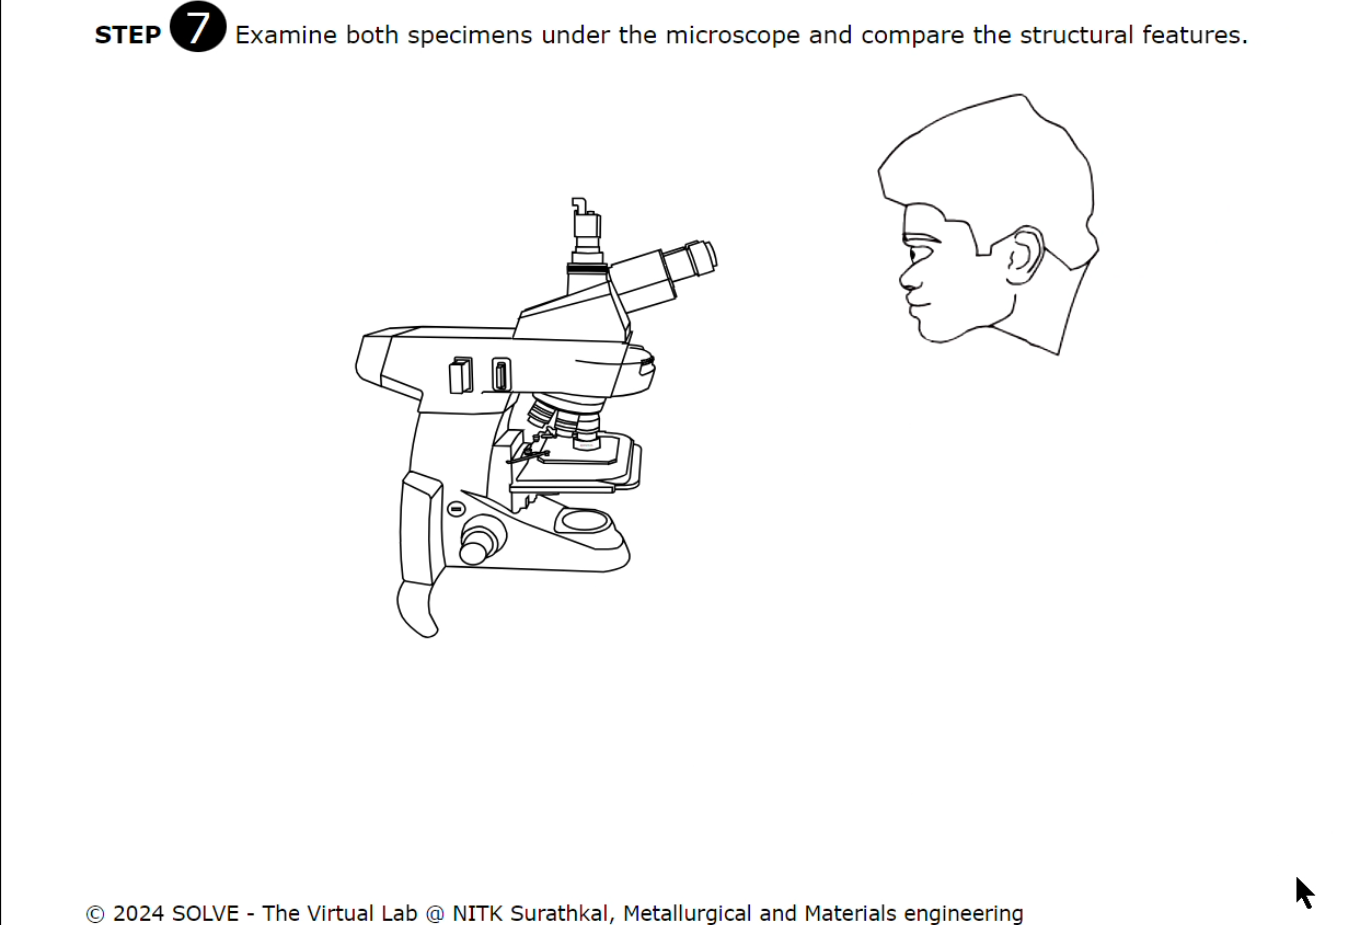 STEP 7 Examine both specimens under the microscope and compare the structural features.
© 2024 SOLVE - The Virtual Lab @ NITK Surathkal, Metallurgical and Materials engineering